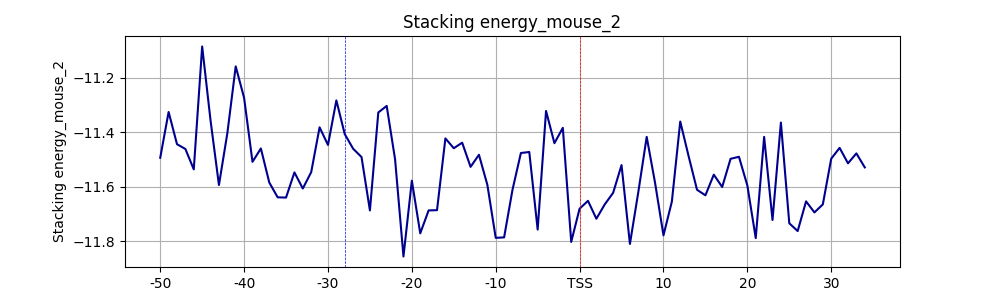 Stacking energy_mouse_2
Stacking energy_mouse_2
−11.2
−11.4
−11.6
−11.8
-50 -40 -30 -20 -10 TSS 10 20 30